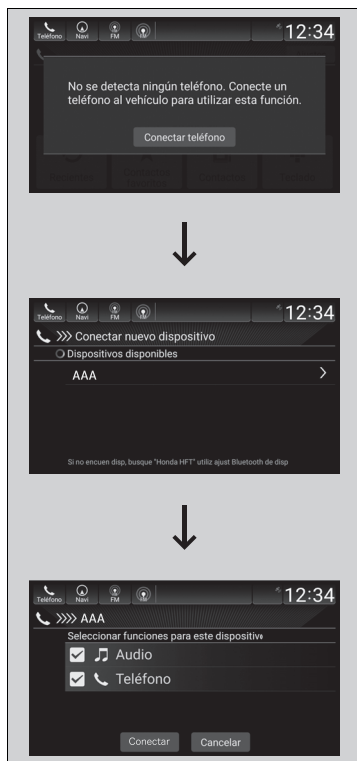 Teléfono Navi FM 12:34
No se detecta ningún teléfono. Conecte un
teléfono al vehículo para utilizar esta función.
Conectar teléfono
Teléfono Navi FM 12:34
Conectar nuevo dispositivo
Dispositivos disponibles
AAA
Si no encuen disp, busque "Honda HFT" utiliz ajust Bluetooth de disp
Teléfono Navi FM 12:34
AAA
Seleccionar funciones para este dispositivo
Audio
Teléfono
Conectar Cancelar